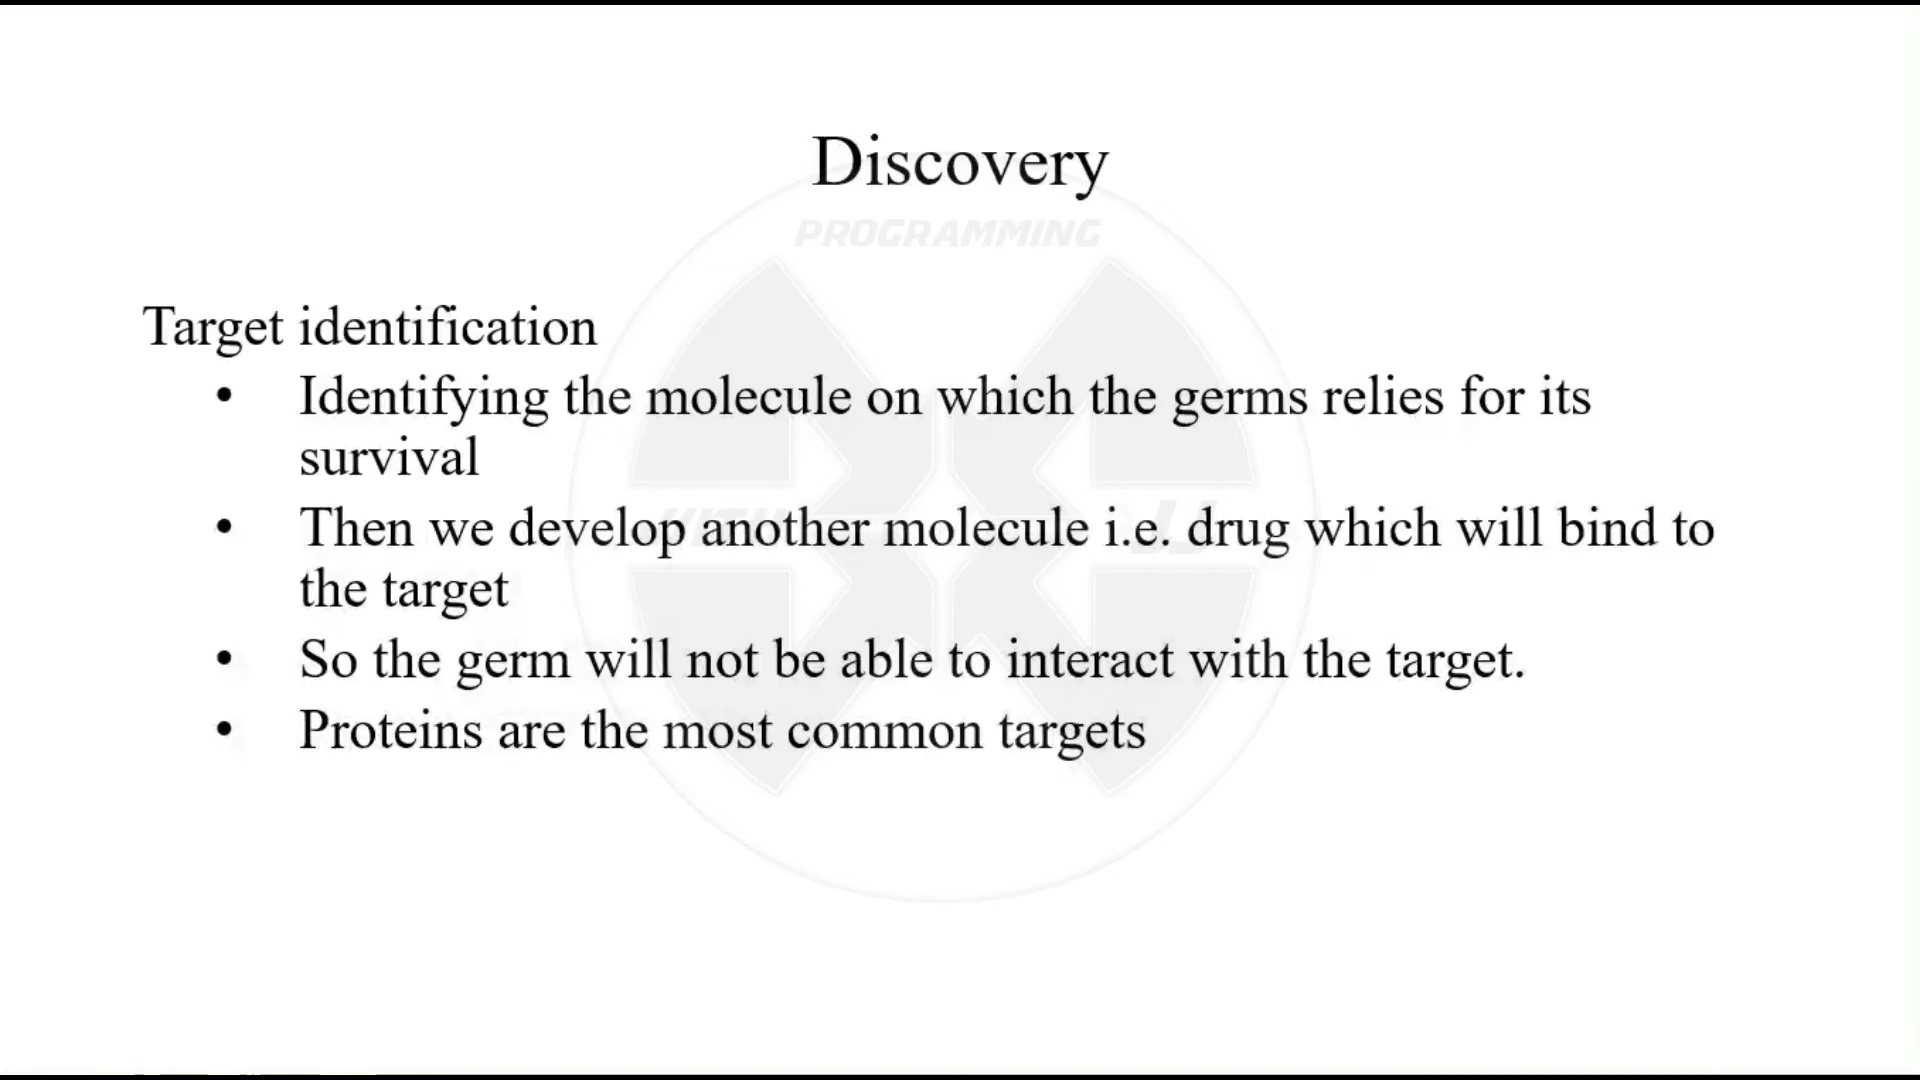 Discovery
PROGRAMMING
Target identification
• Identifying the molecule on which the germs relies for its
survival
• Then we develop another molecule i.e. drug which will bind to
the target
• So the germ will not be able to interact with the target.
• Proteins are the most common targets